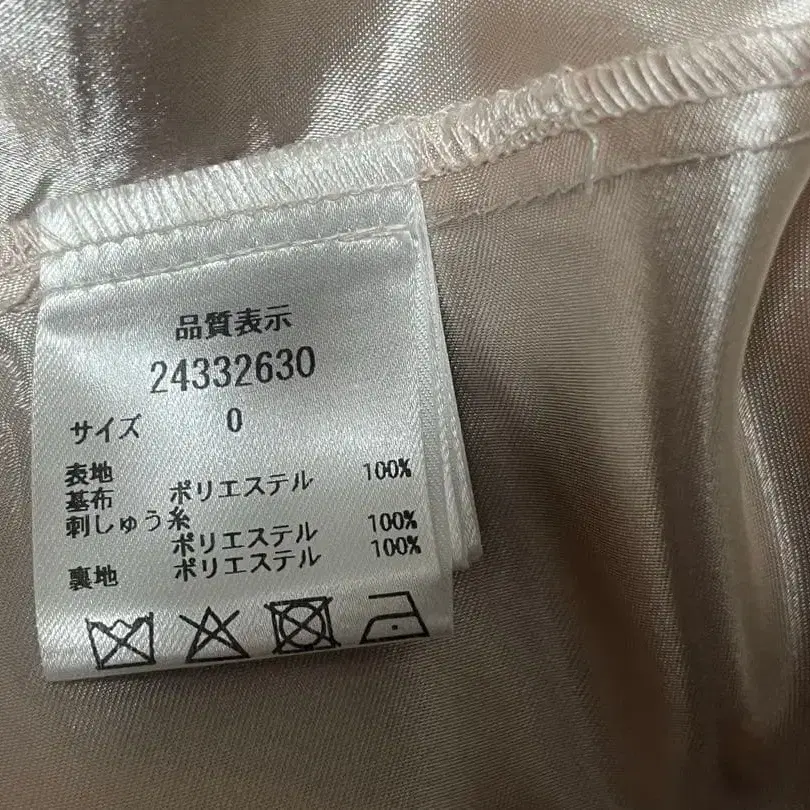 品質表示
24332630
サイズ 0
表地
基布 ポリエステル 100%
刺しゅう糸
ポリエステル 100%
裏地 ポリエステル 100%